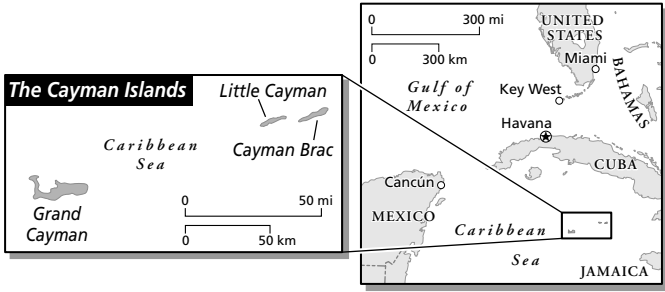 The Cayman Islands
Little Cayman
Caribbean
Sea
Cayman Brac
Grand
Cayman
0 50 mi
0 50 km
0 300 mi
0 300 km
UNITED
STATES
Miami
BAHAMAS
Gulf of
Mexico
Key West
Havana
CUBA
Cancún
MEXICO
Caribbean
Sea
JAMAICA